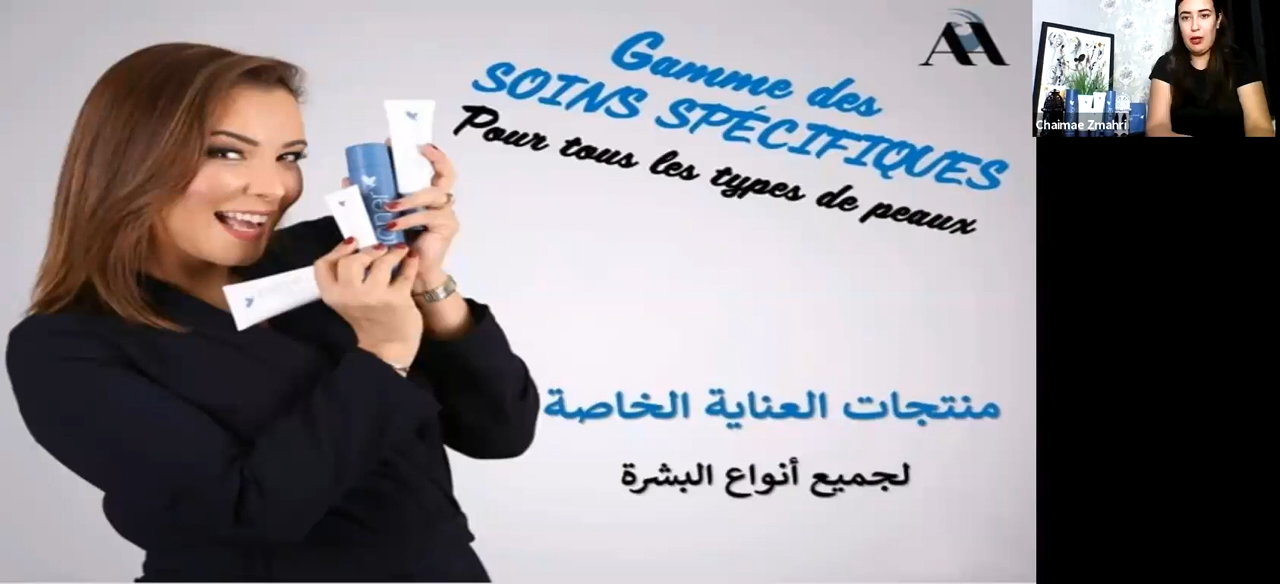 Gamme des
SOINS SPÉCIFIQUES
Pour tous les types de peaux
منتجات العناية الخاصة
لجميع أنواع البشرة
Chaimae Zmahri